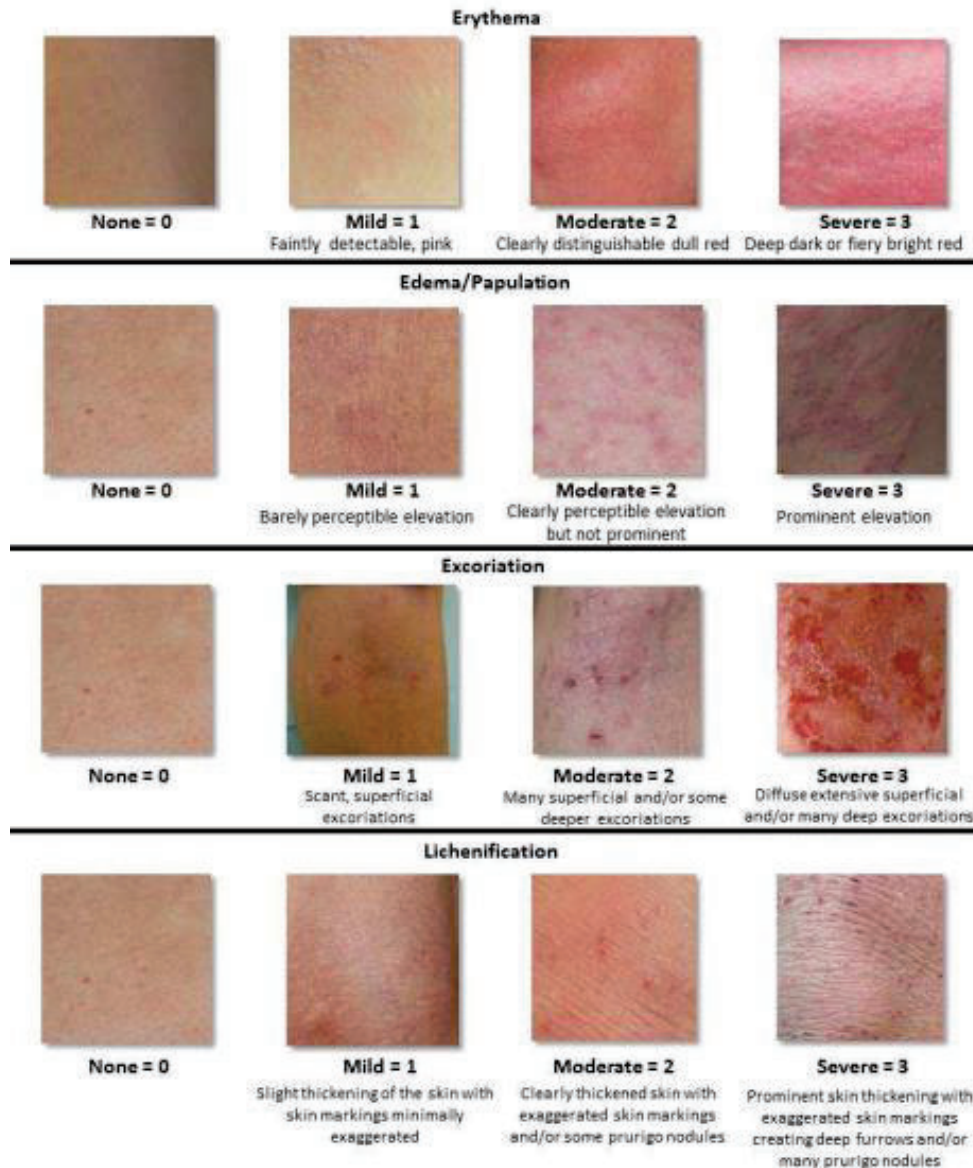 Erythema
None = 0
Mild = 1
Moderate = 2
Severe = 3
Faintly detectable, pink
Clearly distinguishable dull red
Deep dark or fiery bright red
Edema/Papulation
None = 0
Mild = 1
Moderate = 2
Severe = 3
Barely perceptible elevation
Clearly perceptible elevation
but not prominent
Prominent elevation
Excoriation
None = 0
Mild = 1
Moderate = 2
Severe = 3
Scant, superficial
excoriations
Many superficial and/or some
deeper excoriations
Diffuse extensive superficial
and/or many deep excoriations
Lichenification
None = 0
Mild = 1
Moderate = 2
Severe = 3
Slight thickening of the skin with
skin markings minimally
exaggerated
Clearly thickened skin with
exaggerated skin markings
and/or some prurigo nodules
Prominent skin thickening with
exaggerated skin markings
creating deep furrows and/or
many prurigo nodules